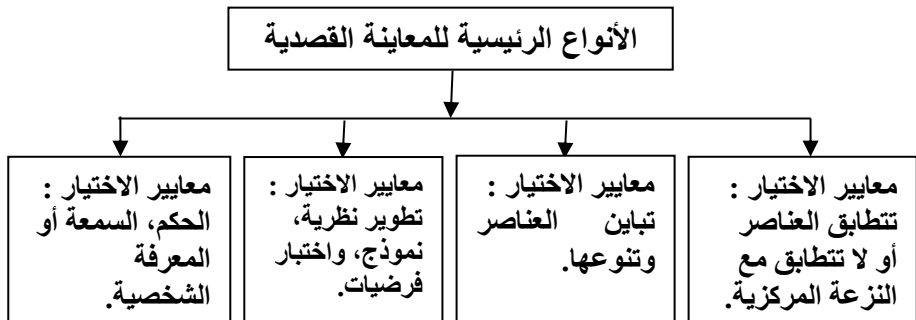 الأنواع الرئيسية للمعاينة القصدية
معايير الاختيار :
تتطابق العناصر
أو لا تتطابق مع
النزعة المركزية.
معايير الاختيار :
تباين العناصر
وتنوعها.
معايير الاختيار :
تطوير نظرية،
نموذج، واختبار
فرضيات.
معايير الاختيار :
الحكم، السمعة أو
المعرفة
الشخصية.